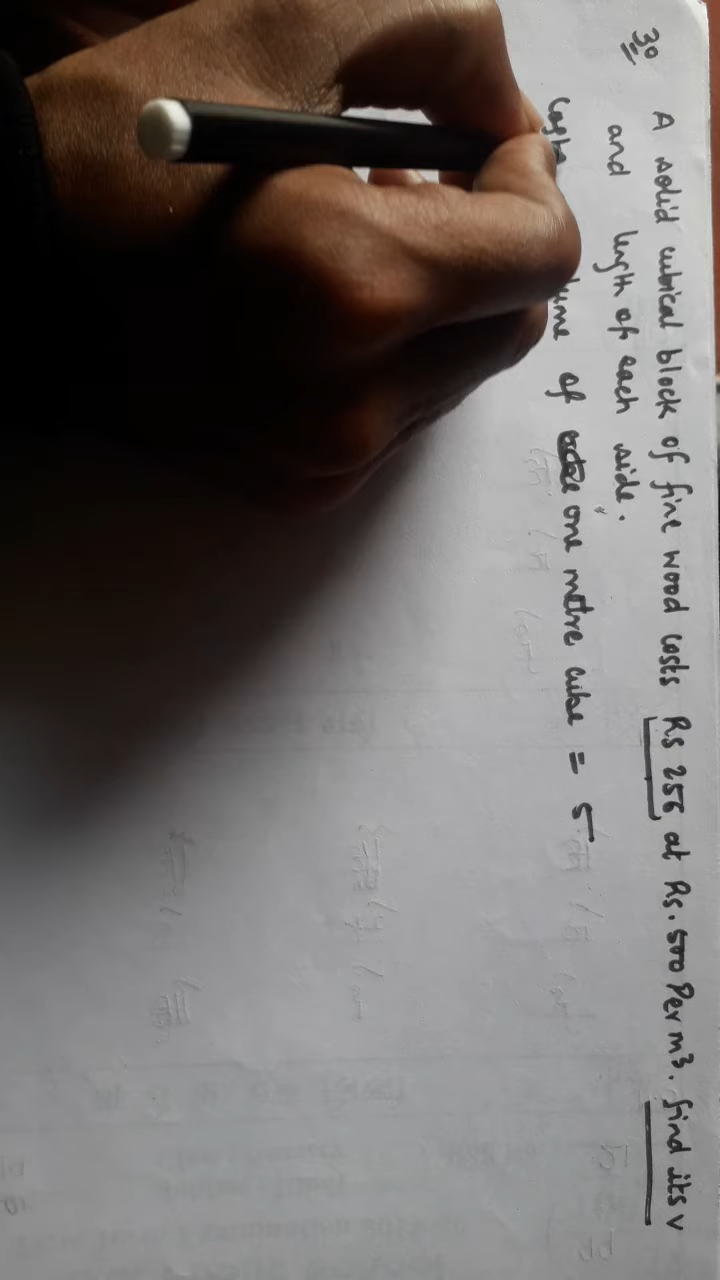 30 A solid cubical block of fine wood costs Rs 256 at Rs. 500 Per m3. find its v
and length of each side.
of one metre cube = 5